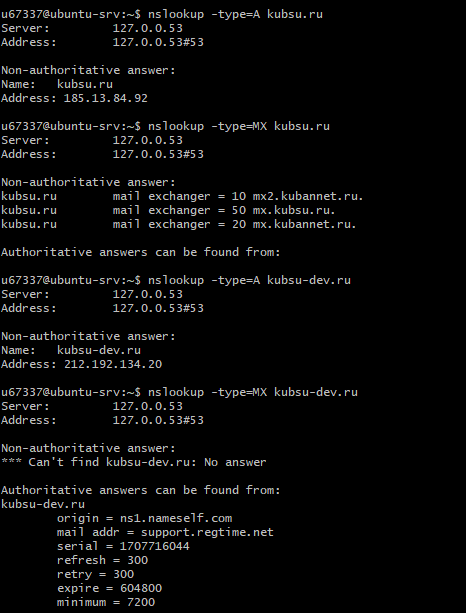 u67337@ubuntu-srv:~$ nslookup -type=A kubsu.ru
Server: 127.0.0.53
Address: 127.0.0.53#53
Non-authoritative answer:
Name: kubsu.ru
Address: 185.13.84.92
u67337@ubuntu-srv:~$ nslookup -type=MX kubsu.ru
Server: 127.0.0.53
Address: 127.0.0.53#53
Non-authoritative answer:
kubsu.ru mail exchanger = 10 mx2.kubannet.ru.
kubsu.ru mail exchanger = 50 mx.kubsu.ru.
kubsu.ru mail exchanger = 20 mx.kubannet.ru.
Authoritative answers can be found from:
u67337@ubuntu-srv:~$ nslookup -type=A kubsu-dev.ru
Server: 127.0.0.53
Address: 127.0.0.53#53
Non-authoritative answer:
Name: kubsu-dev.ru
Address: 212.192.134.20
u67337@ubuntu-srv:~$ nslookup -type=MX kubsu-dev.ru
Server: 127.0.0.53
Address: 127.0.0.53#53
Non-authoritative answer:
*** Can't find kubsu-dev.ru: No answer
Authoritative answers can be found from:
kubsu-dev.ru
origin = ns1.nameself.com
mail addr = support.regtime.net
serial = 1707716044
refresh = 300
retry = 300
expire = 604800
minimum = 7200